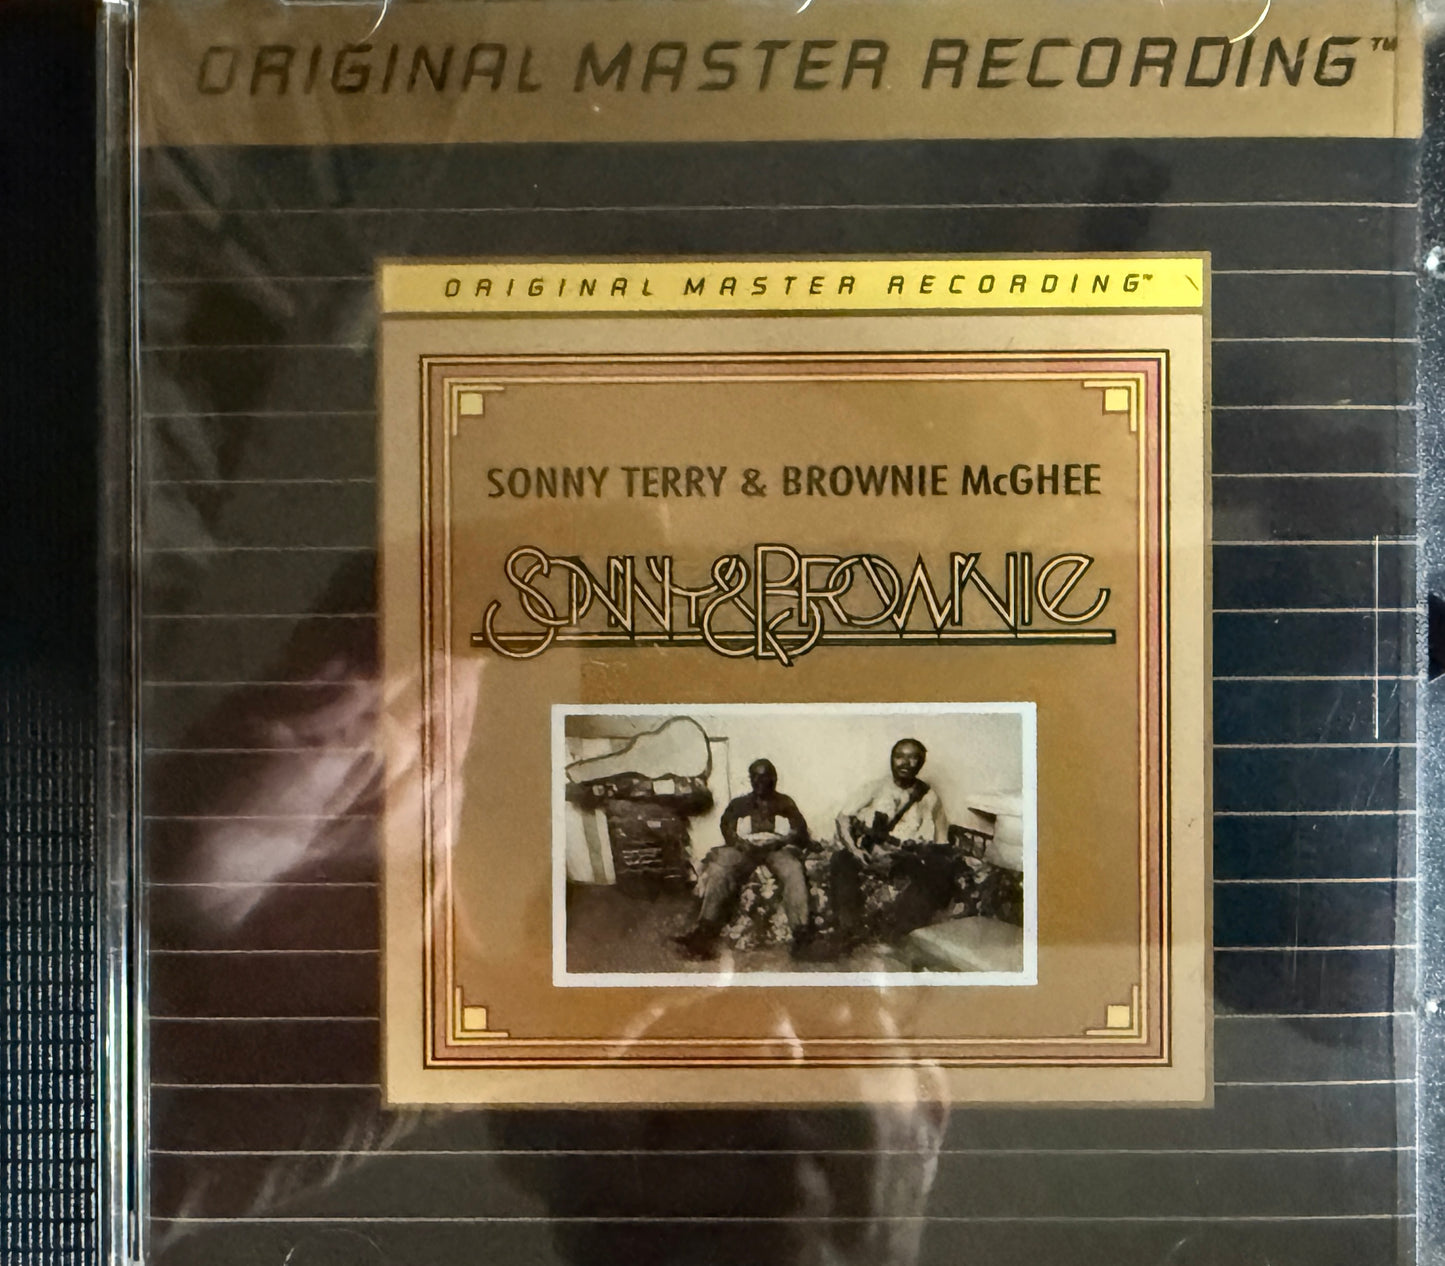 ORIGINAL MASTER RECORDING™
ORIGINAL MASTER RECORDING™
SONNY TERRY & BROWNIE McGHEE
SONNY & BROWNIE